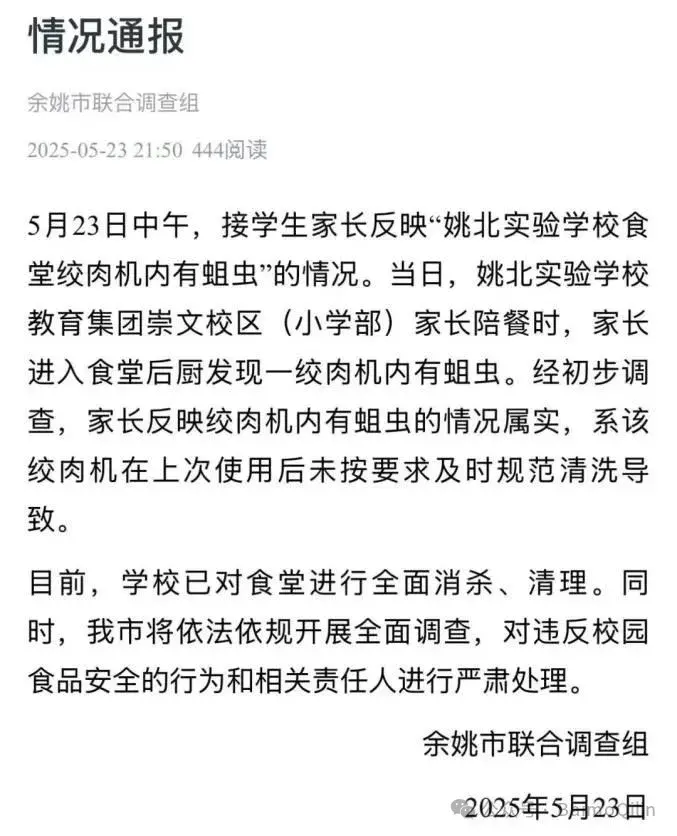 情况通报
余姚市联合调查组
2025-05-23 21:50 444阅读
5月23日中午，接学生家长反映“姚北实验学校食
堂绞肉机内有蛆虫”的情况。当日，姚北实验学校
教育集团崇文校区（小学部）家长陪餐时，家长
进入食堂后厨发现一绞肉机内有蛆虫。经初步调
查，家长反映绞肉机内有蛆虫的情况属实，系该
绞肉机在上次使用后未按要求及时规范清洗导
致。
目前，学校已对食堂进行全面消杀、清理。同
时，我市将依法依规开展全面调查，对违反校园
食品安全的行为和相关责任人进行严肃处理。
余姚市联合调查组
2025年5月23日